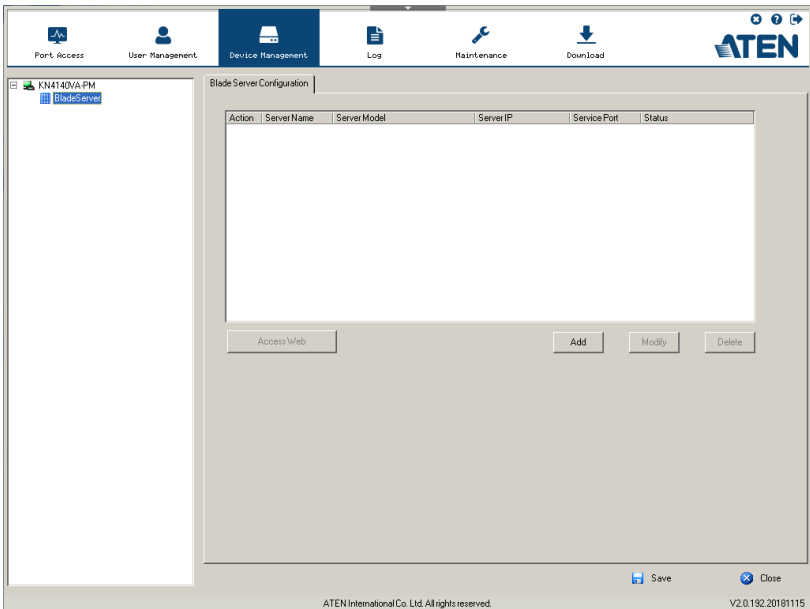 ATEN
Port Access User Management Device Management Log Maintenance Download
KN4140VA-PM
BladeServer
Blade Server Configuration
Action Server Name Server Model Server IP Service Port Status
Access Web Add Modify Delete
Save Close
ATEN International Co. Ltd. All rights reserved. V2.0.192.20181115